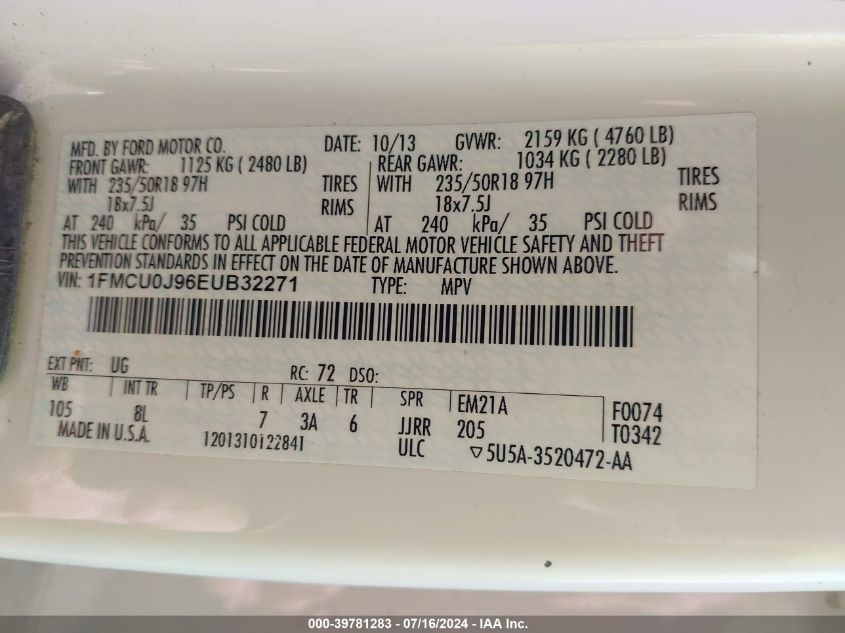 MFD. BY FORD MOTOR CO. DATE: 10/13 GVWR: 2159 KG ( 4760 LB)
FRONT GAWR: 1125 KG ( 2480 LB) REAR GAWR: 1034 KG ( 2280 LB)
WITH 235/50R18 97H TIRES WITH 235/50R18 97H TIRES
18x7.5J RIMS 18x7.5J RIMS
AT 240 kPa/ 35 PSI COLD AT 240 kPa/ 35 PSI COLD
THIS VEHICLE CONFORMS TO ALL APPLICABLE FEDERAL MOTOR VEHICLE SAFETY AND THEFT
PREVENTION STANDARDS IN EFFECT ON THE DATE OF MANUFACTURE SHOWN ABOVE.
VIN: 1FMCU0J96EUB32271 TYPE: MPV
EXT PNT: UG RC: 72 DSO:
WB INT TR TP/PS R AXLE TR SPR EM21A F0074
105 8L 7 3A 6 JJRR 205 T0342
MADE IN U.S.A. 1201310122841 ULC ▽5U5A-3520472-AA
000-39781283 - 07/16/2024 - IAA Inc.